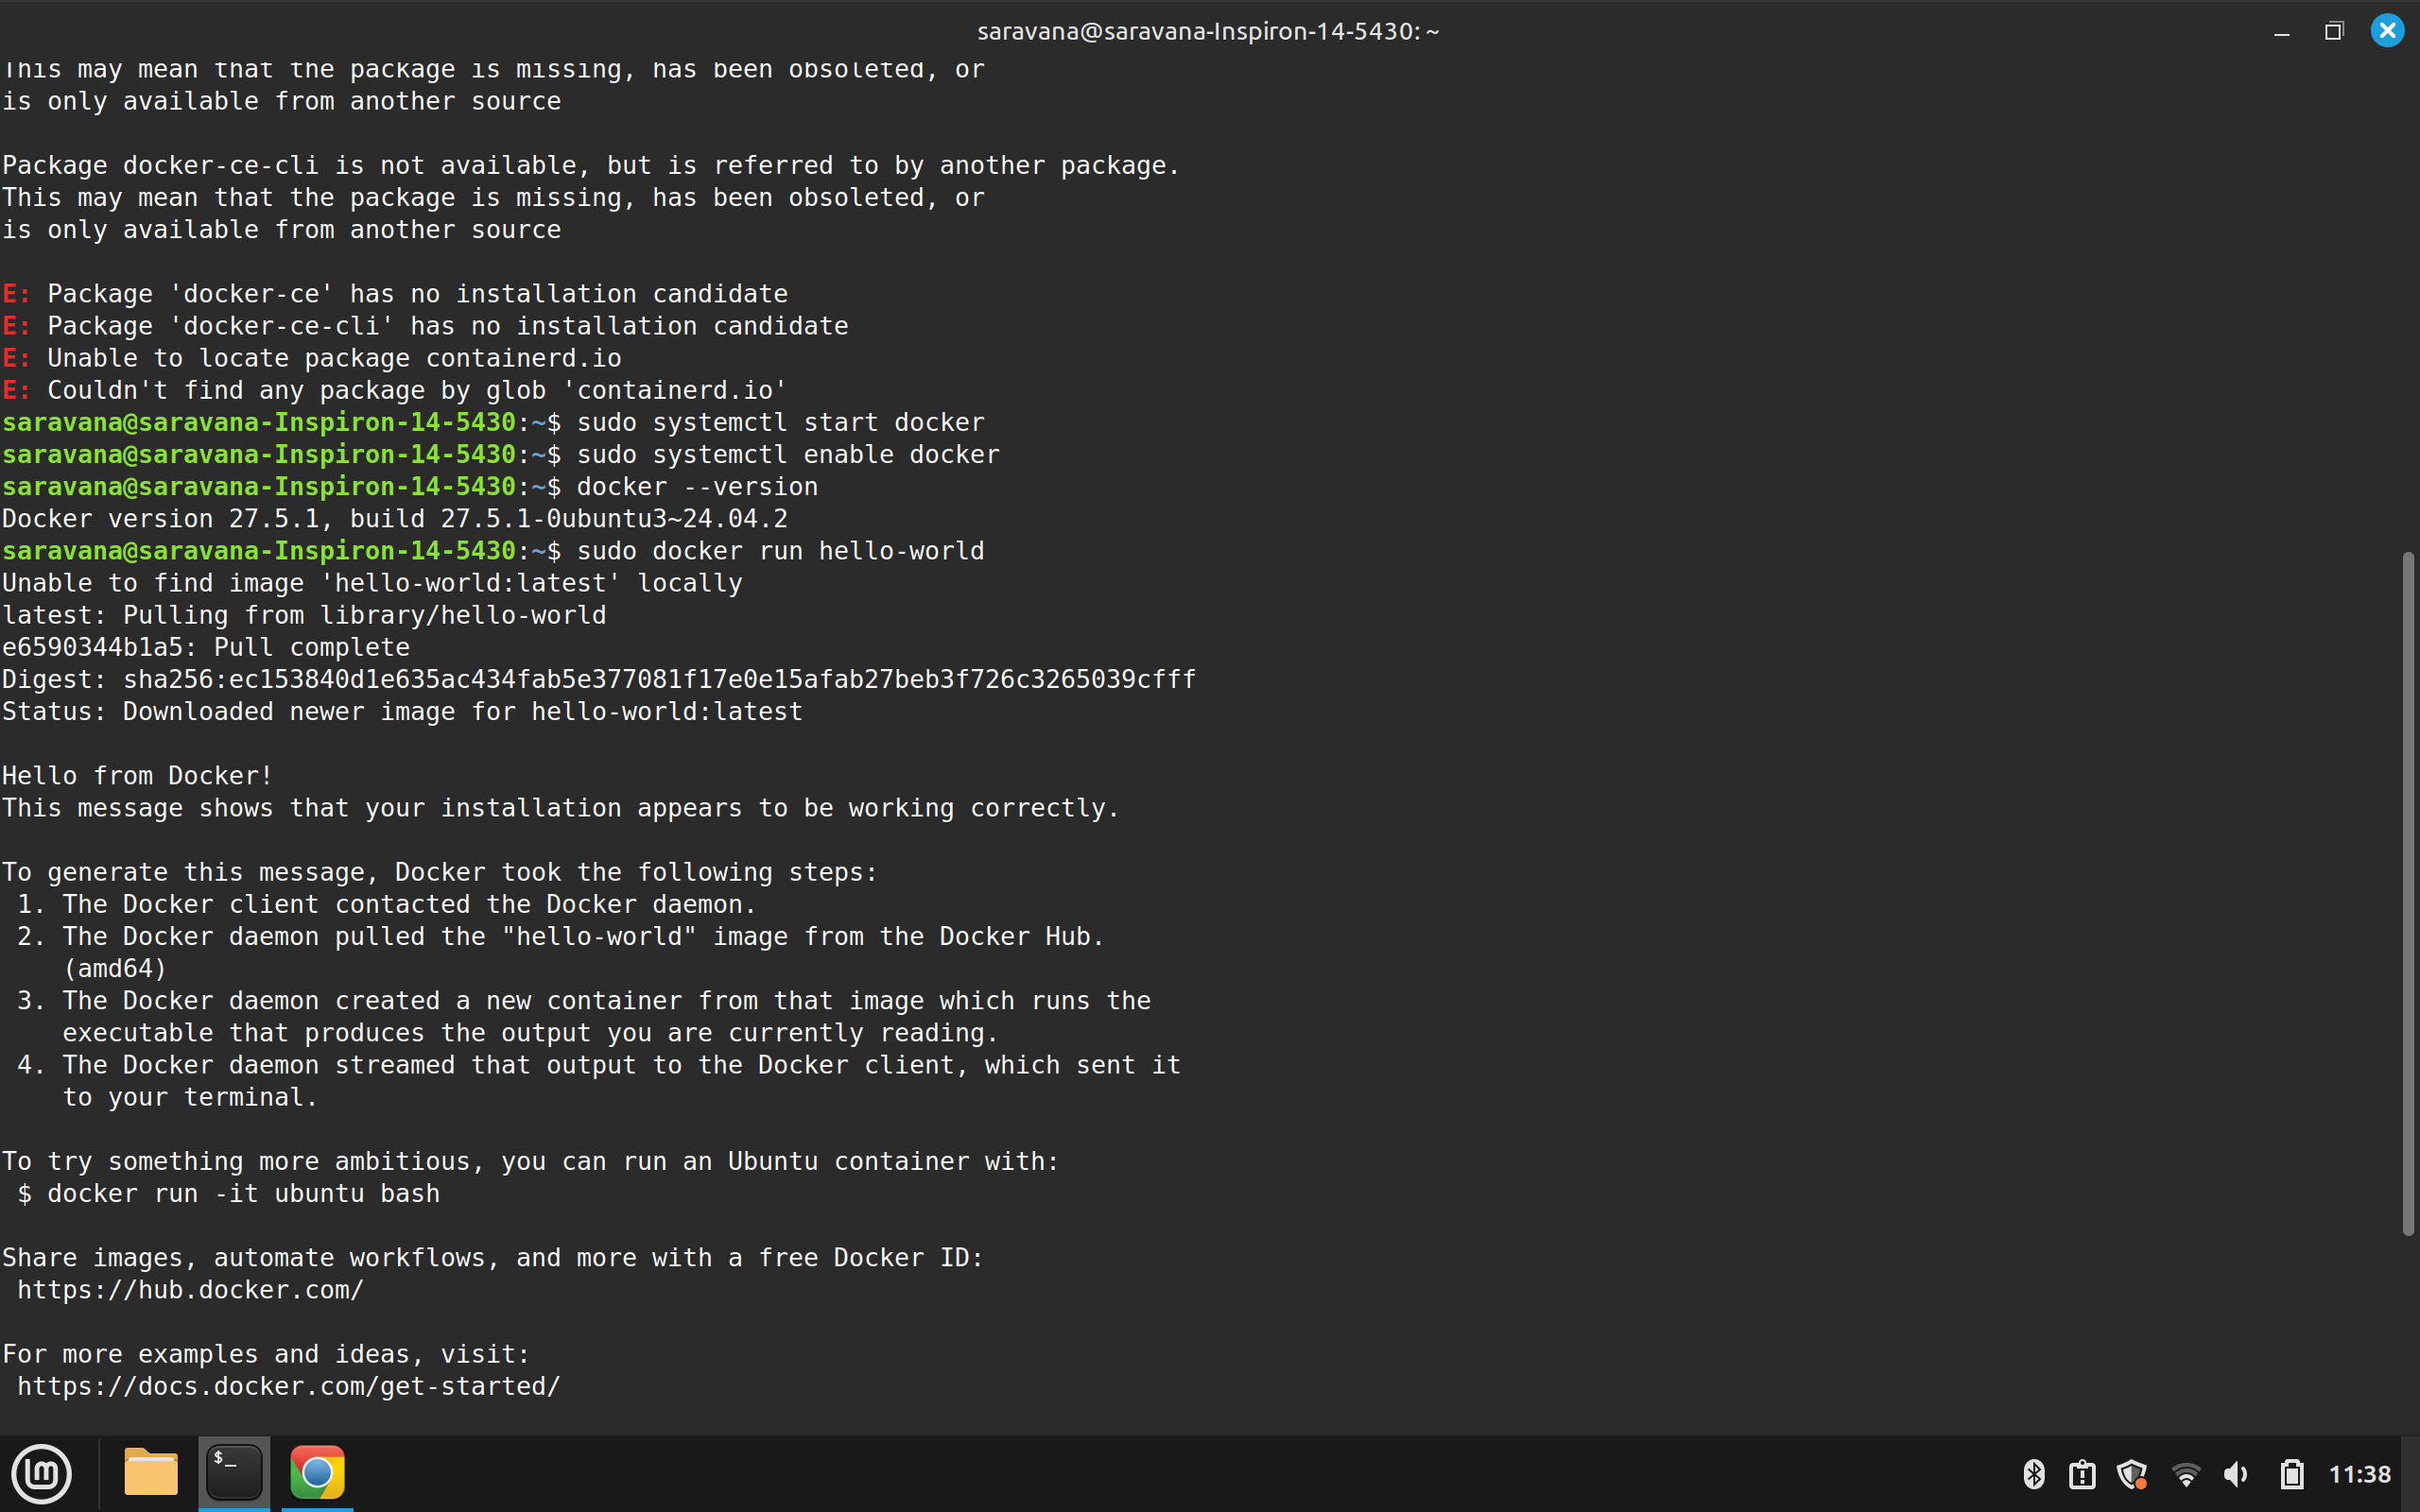 saravana@saravana-Inspiron-14-5430: ~
This may mean that the package is missing, has been obsoleted, or
is only available from another source

Package docker-ce-cli is not available, but is referred to by another package.
This may mean that the package is missing, has been obsoleted, or
is only available from another source

E: Package 'docker-ce' has no installation candidate
E: Package 'docker-ce-cli' has no installation candidate
E: Unable to locate package containerd.io
E: Couldn't find any package by glob 'containerd.io'
saravana@saravana-Inspiron-14-5430:~$ sudo systemctl start docker
saravana@saravana-Inspiron-14-5430:~$ sudo systemctl enable docker
saravana@saravana-Inspiron-14-5430:~$ docker --version
Docker version 27.5.1, build 27.5.1-0ubuntu3~24.04.2
saravana@saravana-Inspiron-14-5430:~$ sudo docker run hello-world
Unable to find image 'hello-world:latest' locally
latest: Pulling from library/hello-world
e6590344b1a5: Pull complete
Digest: sha256:ec153840d1e635ac434fab5e377081f17e0e15afab27beb3f726c3265039cfff
Status: Downloaded newer image for hello-world:latest

Hello from Docker!
This message shows that your installation appears to be working correctly.

To generate this message, Docker took the following steps:
 1. The Docker client contacted the Docker daemon.
 2. The Docker daemon pulled the "hello-world" image from the Docker Hub.
    (amd64)
 3. The Docker daemon created a new container from that image which runs the
    executable that produces the output you are currently reading.
 4. The Docker daemon streamed that output to the Docker client, which sent it
    to your terminal.

To try something more ambitious, you can run an Ubuntu container with:
 $ docker run -it ubuntu bash

Share images, automate workflows, and more with a free Docker ID:
 https://hub.docker.com/

For more examples and ideas, visit:
 https://docs.docker.com/get-started/
$_
11:38